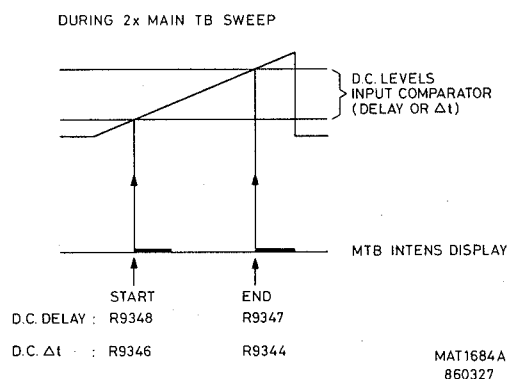 DURING 2x MAIN TB SWEEP
D.C. LEVELS
INPUT COMPARATOR
(DELAY OR Δt)
MTB INTENS DISPLAY
START END
D.C. DELAY : R9348 R9347
D.C. Δt : R9346 R9344
MAT1684A
860327